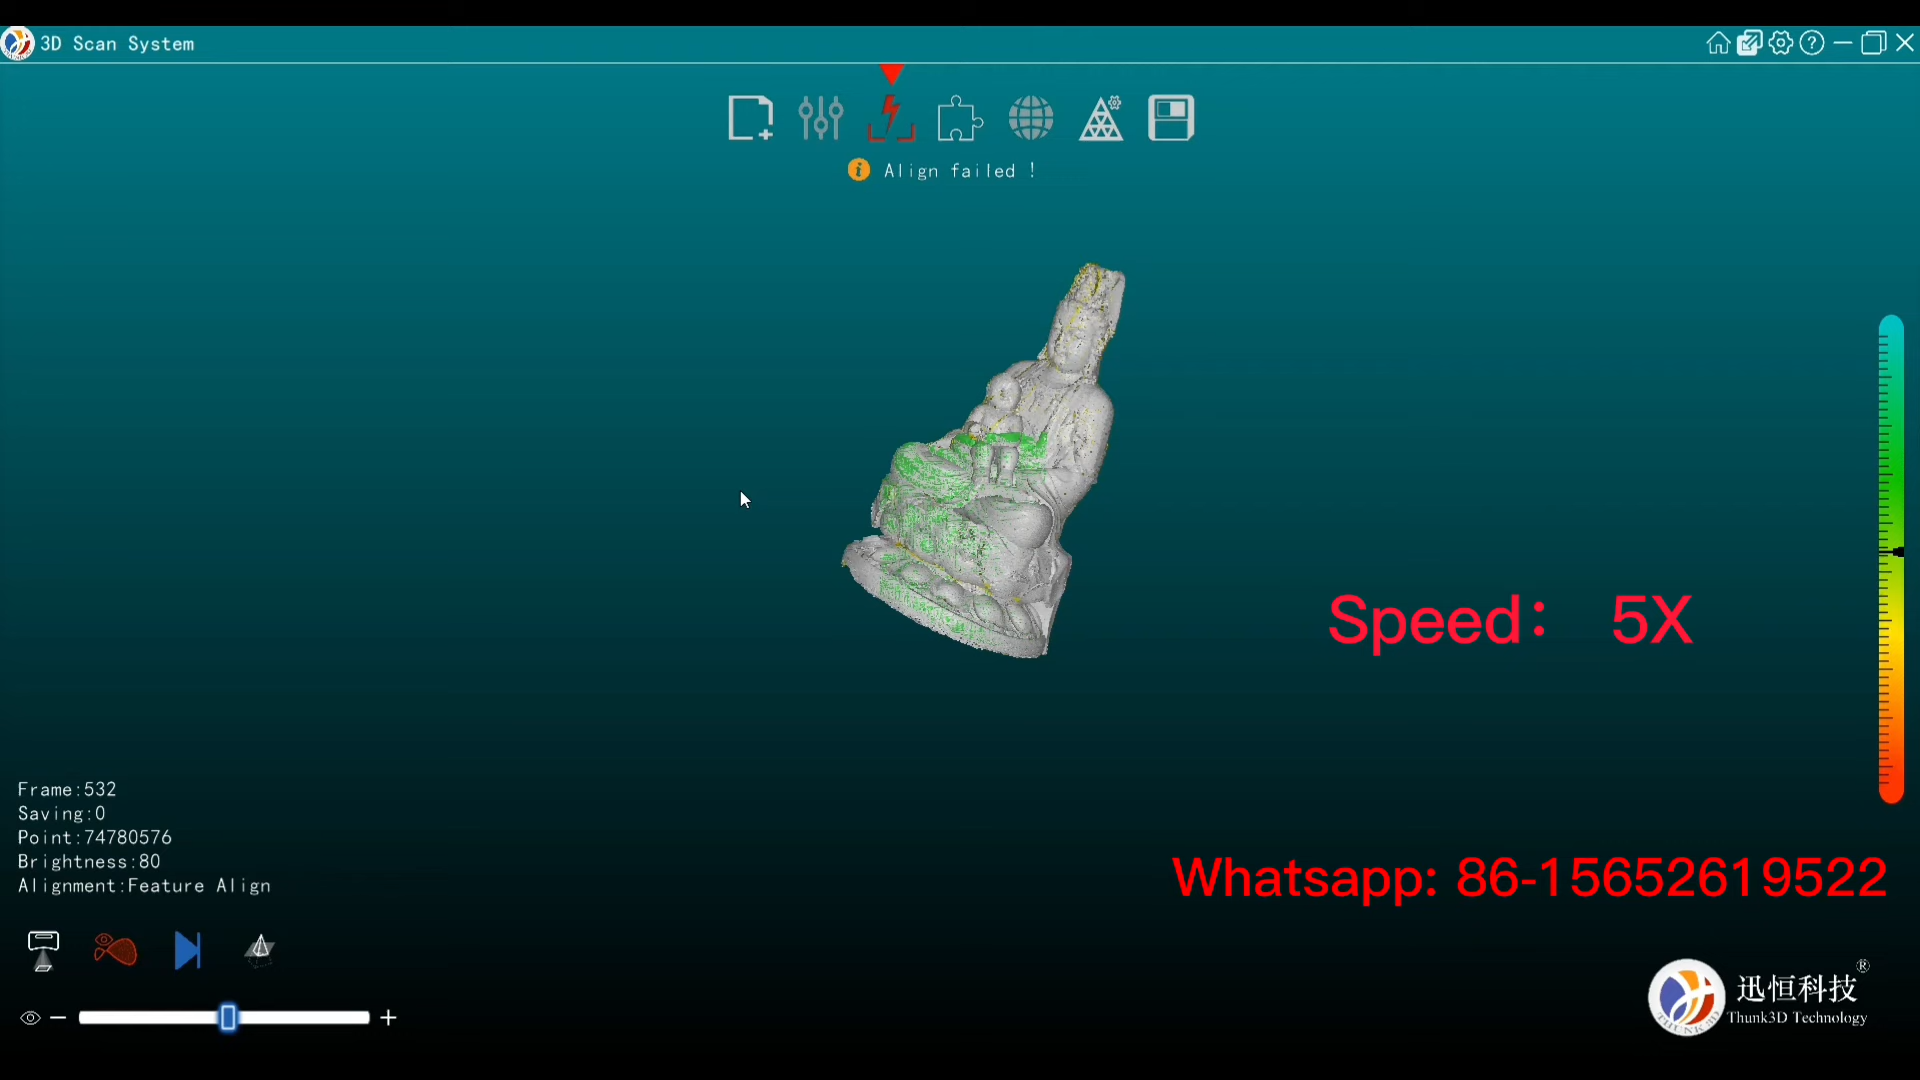 3D Scan System
Align failed !
Speed： 5X
Frame:532
Saving:0
Point:74780576
Brightness:80
Alignment:Feature Align
Whatsapp: 86-15652619522
迅恒科技®
THUNK3D
Thunk3D Technology